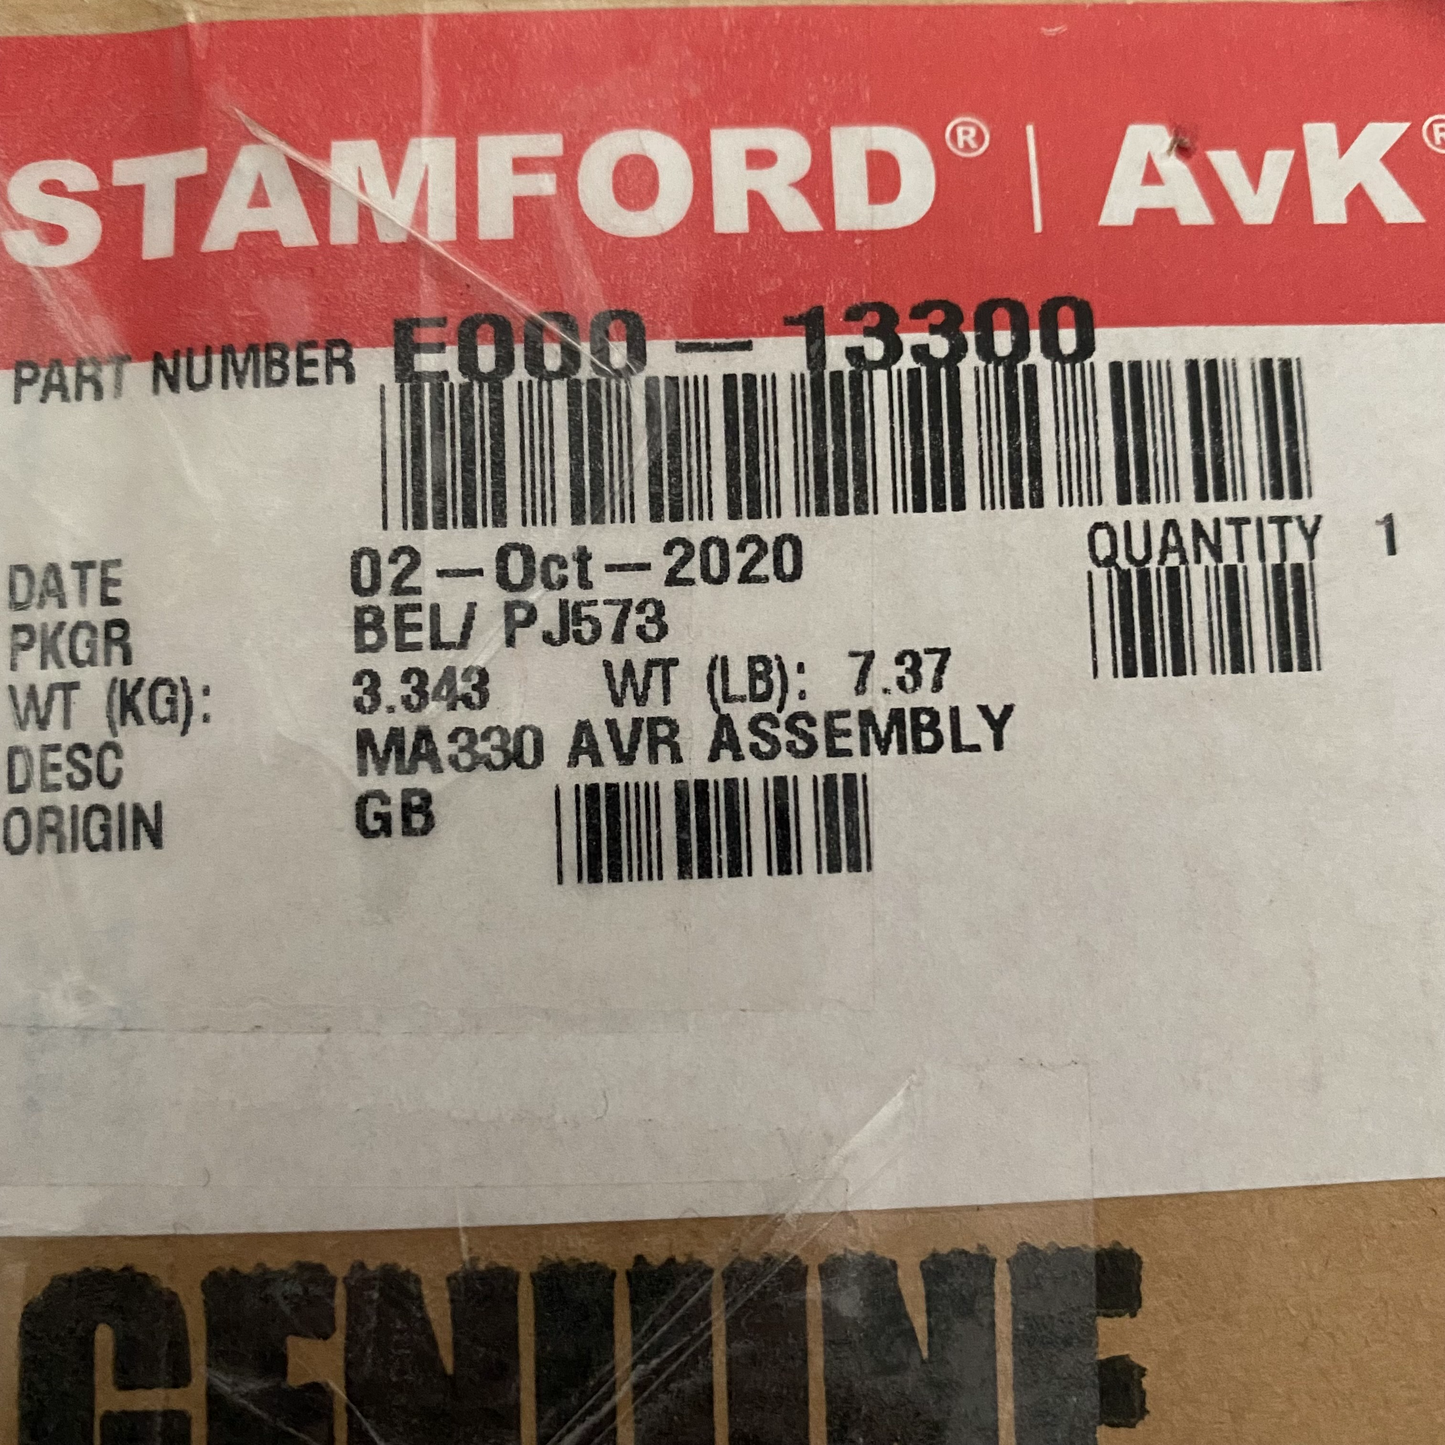 STAMFORD® | AvK®
PART NUMBER E000-13300
DATE 02-Oct-2020 QUANTITY 1
PKGR BEL/ PJ573
WT (KG): 3.343 WT (LB): 7.37
DESC MA330 AVR ASSEMBLY
ORIGIN GB
GENUINE